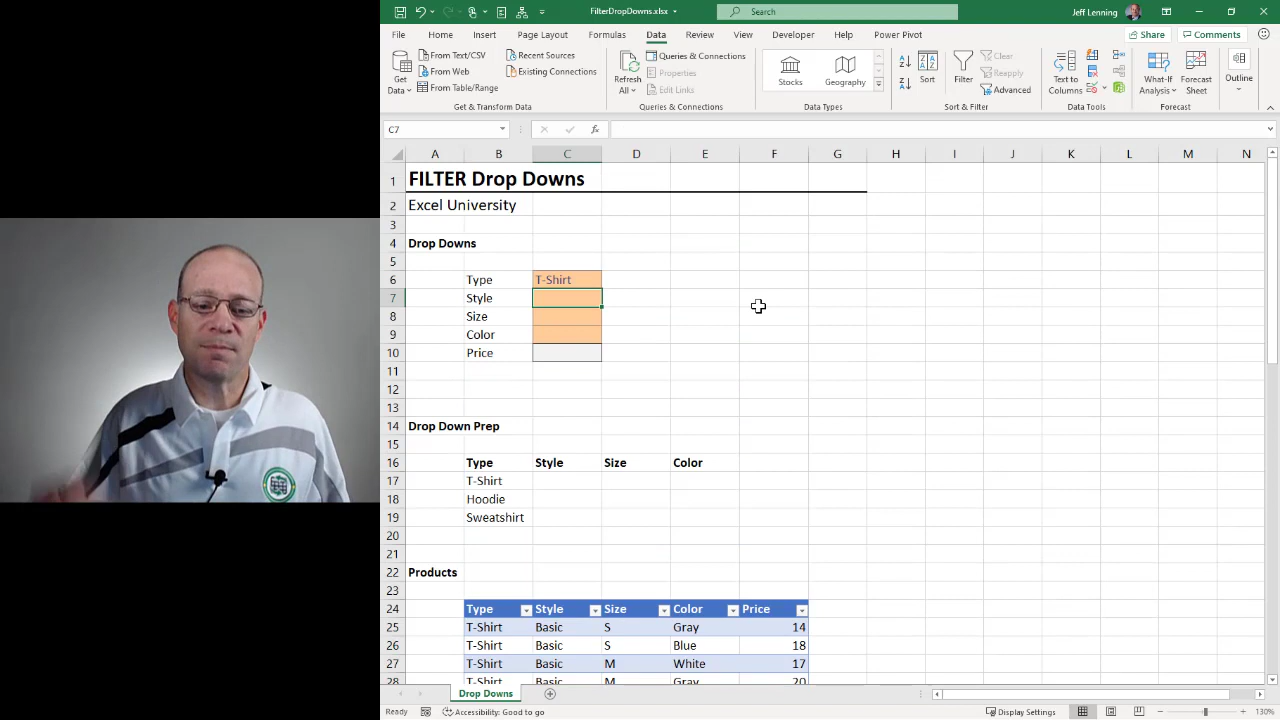 FilterDropDowns.xlsx
Search
Jeff Lenning
File Home Insert Page Layout Formulas Data Review View Developer Help Power Pivot
Share Comments
Get Data
From Text/CSV
From Web
From Table/Range
Recent Sources
Existing Connections
Get & Transform Data
Refresh All
Queries & Connections
Properties
Edit Links
Queries & Connections
Stocks
Geography
Data Types
Sort
Filter
Clear
Reapply
Advanced
Sort & Filter
Text to Columns
Data Tools
What-If Analysis
Forecast Sheet
Forecast
Outline
C7
fx
A B C D E F G H I J K L M N
1 FILTER Drop Downs
2 Excel University
3
4 Drop Downs
5
6 Type T-Shirt
7 Style
8 Size
9 Color
10 Price
11
12
13
14 Drop Down Prep
15
16 Type Style Size Color
17 T-Shirt
18 Hoodie
19 Sweatshirt
20
21
22 Products
23
24 Type Style Size Color Price
25 T-Shirt Basic S Gray 14
26 T-Shirt Basic S Blue 18
27 T-Shirt Basic M White 17
28 T-Shirt Basic M Gray 20
Drop Downs
Ready
Accessibility: Good to go
Display Settings
130%